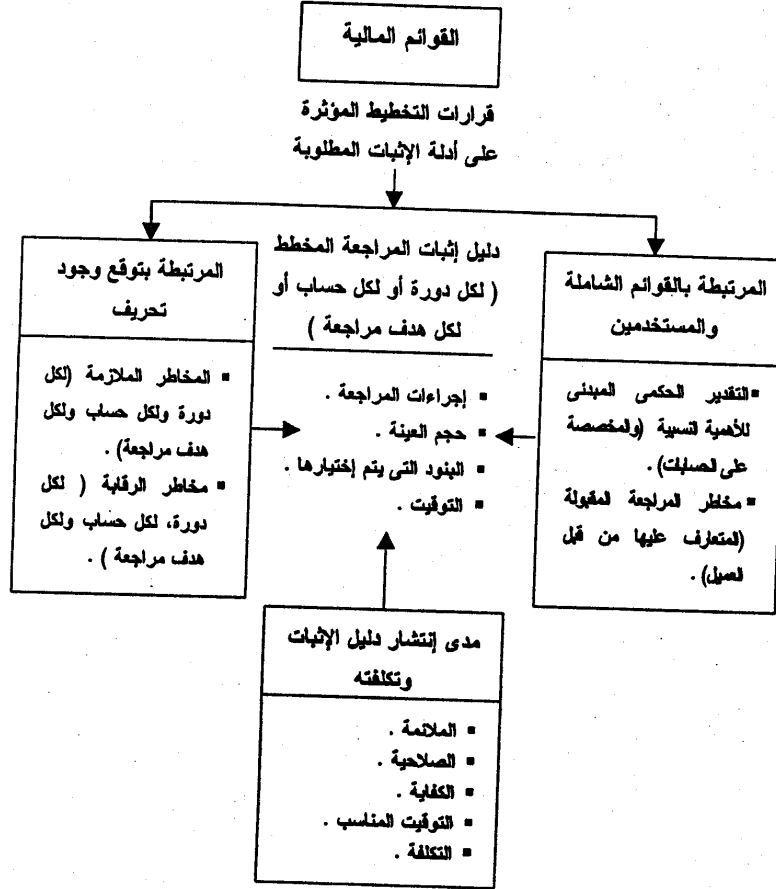 القوائم المالية
قرارات التخطيط المؤثرة
على أدلة الإثبات المطلوبة
المرتبطة بالقوائم الشاملة
والمستخدمين
▪التقدير الحكمى المبدئى
للأهمية النسبية (والمخصصة
على الحسابات).
▪مخاطر المراجعة المقبولة
(المتعارف عليها من قبل
العميل).
دليل إثبات المراجعة المخطط
( لكل دورة أو لكل حساب أو
لكل هدف مراجعة )
▪ إجراءات المراجعة .
▪ حجم العينة .
▪ البنود التى يتم إختيارها .
▪ التوقيت .
المرتبطة بتوقع وجود
تحريف
▪ المخاطر الملازمة (لكل
دورة ولكل حساب ولكل
هدف مراجعة) .
▪ مخاطر الرقابة ( لكل
دورة، لكل حساب ولكل
هدف مراجعة ) .
مدى إنتشار دليل الإثبات
وتكلفته
▪ الملائمة .
▪ الصلاحية .
▪ الكفاية .
▪ التوقيت المناسب .
▪ التكلفة .